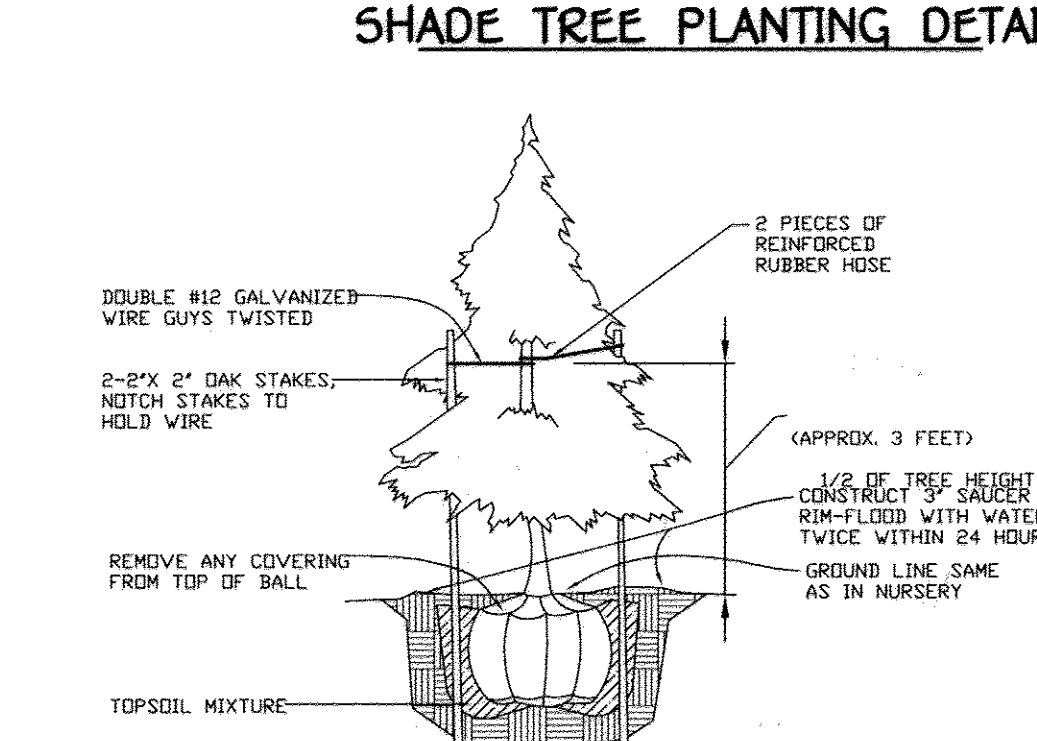 SHADE TREE PLANTING DETAI
2 PIECES OF
REINFORCED
RUBBER HOSE
DOUBLE #12 GALVANIZED
WIRE GUYS TWISTED
2-2"X 2" OAK STAKES,
NOTCH STAKES TO
HOLD WIRE
(APPROX. 3 FEET)
1/2 OF TREE HEIGHT
CONSTRUCT 3" SAUCER
RIM-FLOOD WITH WATE
TWICE WITHIN 24 HOUR
REMOVE ANY COVERING
FROM TOP OF BALL
GROUND LINE SAME
AS IN NURSERY
TOPSOIL MIXTURE